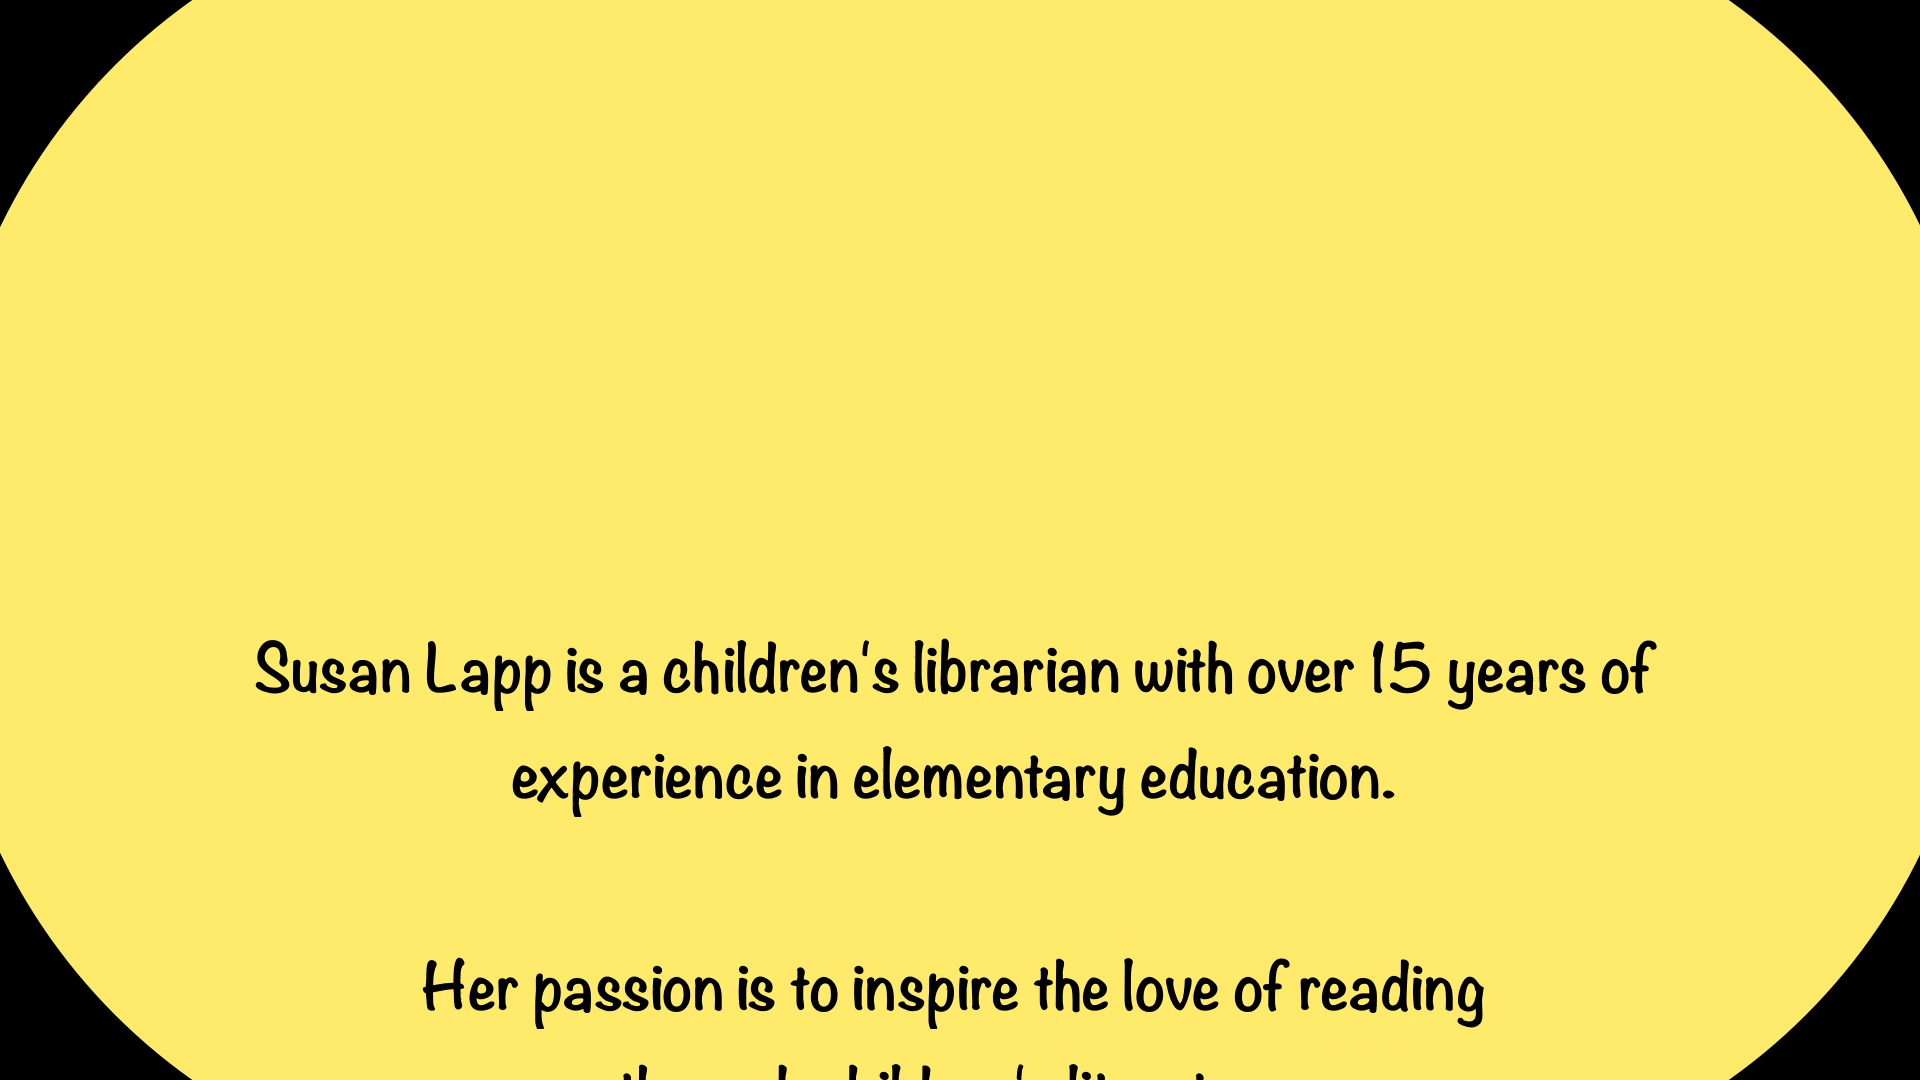 Susan Lapp is a children's librarian with over 15 years of
experience in elementary education.
Her passion is to inspire the love of reading